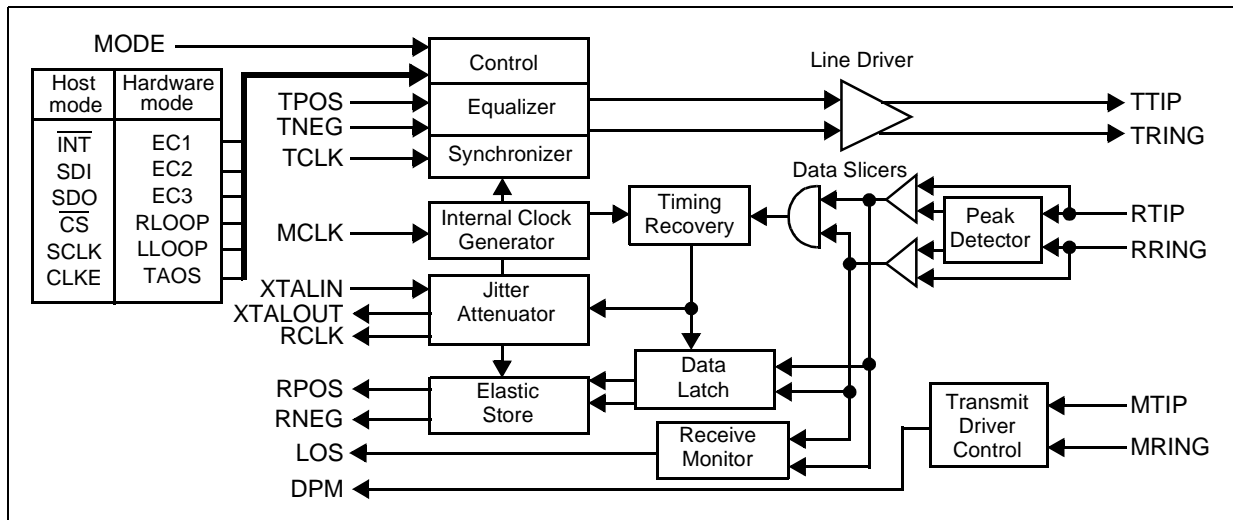 MODE
Host mode
Hardware mode
INT
EC1
SDI
EC2
SDO
EC3
CS
RLOOP
SCLK
LLOOP
CLKE
TAOS
TPOS
TNEG
TCLK
MCLK
XTALIN
XTALOUT
RCLK
RPOS
RNEG
LOS
DPM
Control
Equalizer
Synchronizer
Internal Clock
Generator
Jitter
Attenuator
Elastic
Store
Timing
Recovery
Data
Latch
Receive
Monitor
Line Driver
Data Slicers
Peak
Detector
Transmit
Driver
Control
TTIP
TRING
RTIP
RRING
MTIP
MRING